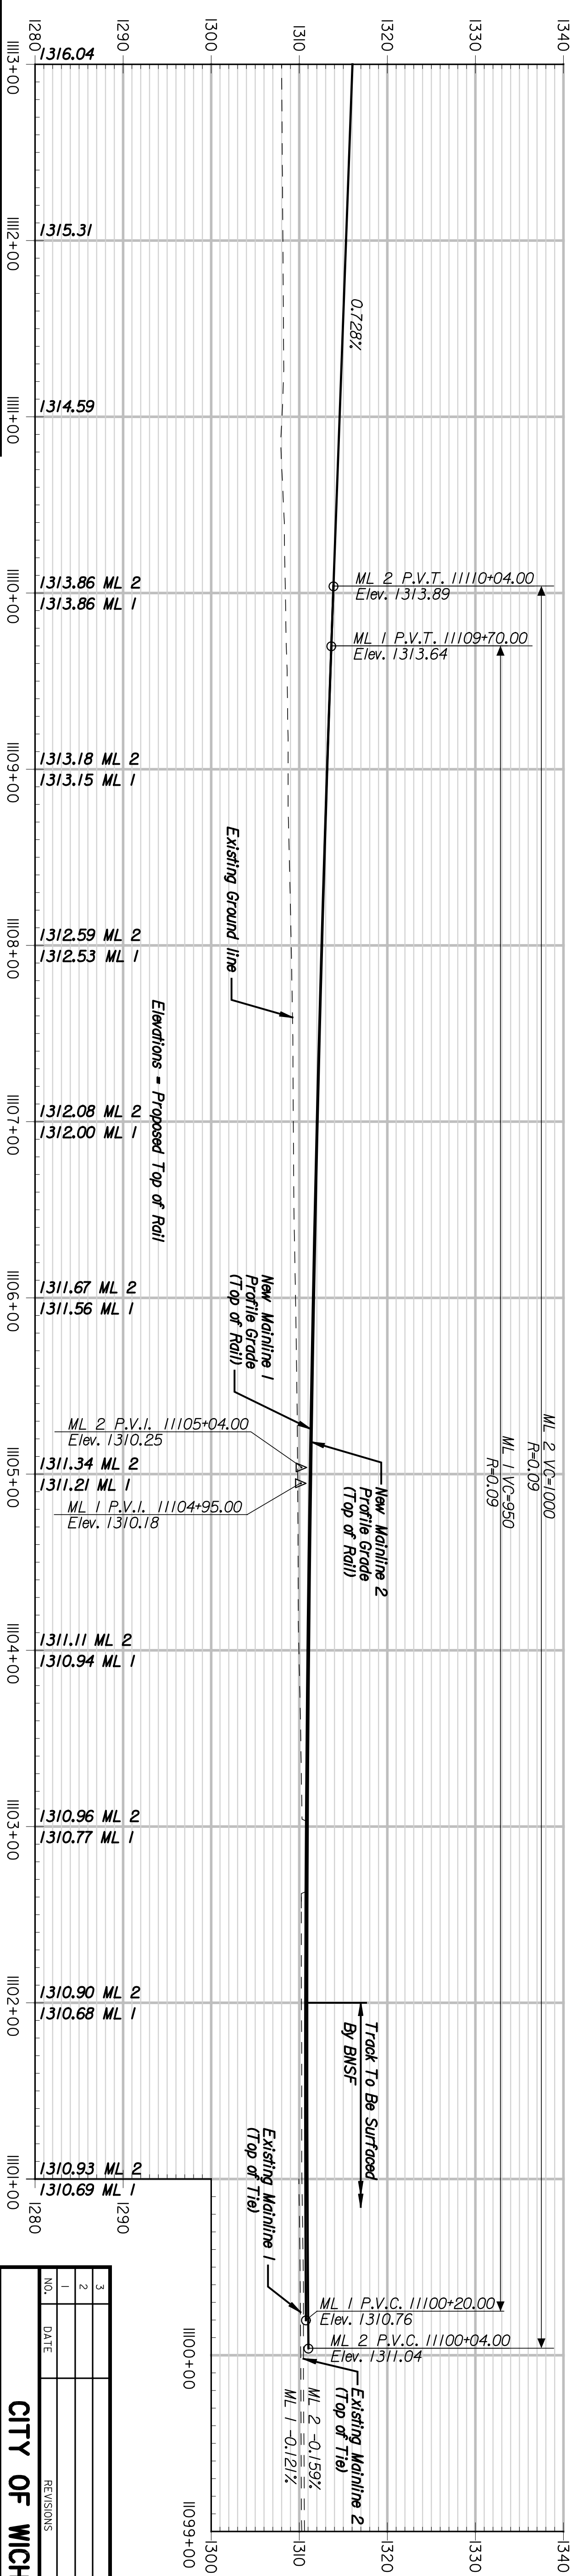 1340
1330
1320
1310
1300
1290
1280
1316.04
1113+00
1315.31
1112+00
0.728%
1314.59
1111+00
ML 2 P.V.T. 11110+04.00
Elev. 1313.89
1313.86 ML 2
1313.86 ML 1
11110+00
ML 1 P.V.T. 11109+70.00
Elev. 1313.64
1313.18 ML 2
1313.15 ML 1
11109+00
Existing Ground line
1312.59 ML 2
1312.53 ML 1
11108+00
Elevations = Proposed Top of Rail
1312.08 ML 2
1312.00 ML 1
11107+00
New Mainline 1
Profile Grade
(Top of Rail)
1311.67 ML 2
1311.56 ML 1
11106+00
ML 2 VC=1000
R=0.09
ML 1 VC=950
R=0.09
ML 2 P.V.I. 11105+04.00
Elev. 1310.25
1311.34 ML 2
1311.21 ML 1
11105+00
ML 1 P.V.I. 11104+95.00
Elev. 1310.18
New Mainline 2
Profile Grade
(Top of Rail)
1311.11 ML 2
1310.94 ML 1
11104+00
1310.96 ML 2
1310.77 ML 1
11103+00
1310.90 ML 2
1310.68 ML 1
11102+00
Track To Be Surfaced
By BNSF
1310.93 ML 2
1310.69 ML 1
11101+00
1290
1280
Existing Mainline 1
(Top of Tie)
ML 1 P.V.C. 11100+20.00
Elev. 1310.76
ML 2 P.V.C. 11100+04.00
Elev. 1311.04
11100+00
Existing Mainline 2
(Top of Tie)
ML 2 -0.159%
ML 1 -0.121%
11099+00
1340
1330
1320
1310
1300
3
2
1
NO.
DATE
REVISIONS
CITY OF WICH